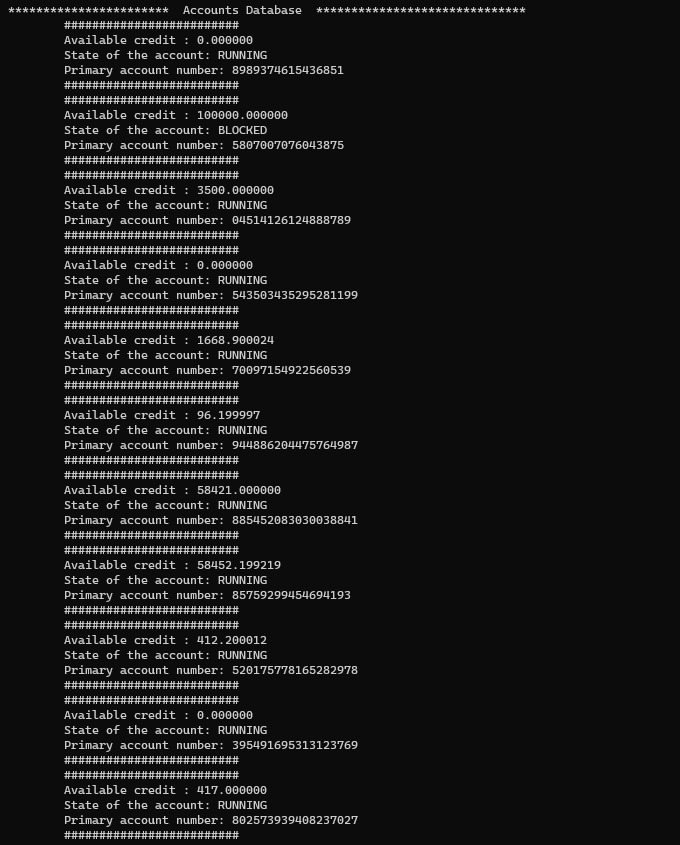 ***********************  Accounts Database  ******************************
#########################
Available credit : 0.000000
State of the account: RUNNING
Primary account number: 8989374615436851
#########################
#########################
Available credit : 100000.000000
State of the account: BLOCKED
Primary account number: 5807007076043875
#########################
#########################
Available credit : 3500.000000
State of the account: RUNNING
Primary account number: 04514126124888789
#########################
#########################
Available credit : 0.000000
State of the account: RUNNING
Primary account number: 543503435295281199
#########################
#########################
Available credit : 1668.900024
State of the account: RUNNING
Primary account number: 70097154922560539
#########################
#########################
Available credit : 96.199997
State of the account: RUNNING
Primary account number: 944886204475764987
#########################
#########################
Available credit : 58421.000000
State of the account: RUNNING
Primary account number: 885452083030038841
#########################
#########################
Available credit : 58452.199219
State of the account: RUNNING
Primary account number: 85759299454694193
#########################
#########################
Available credit : 412.200012
State of the account: RUNNING
Primary account number: 520175778165282978
#########################
#########################
Available credit : 0.000000
State of the account: RUNNING
Primary account number: 395491695313123769
#########################
#########################
Available credit : 417.000000
State of the account: RUNNING
Primary account number: 802573939408237027
#########################